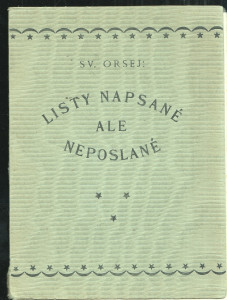 SV. ORSEJ:
LISTY NAPSANÉ
ALE
NEPOSLANÉ